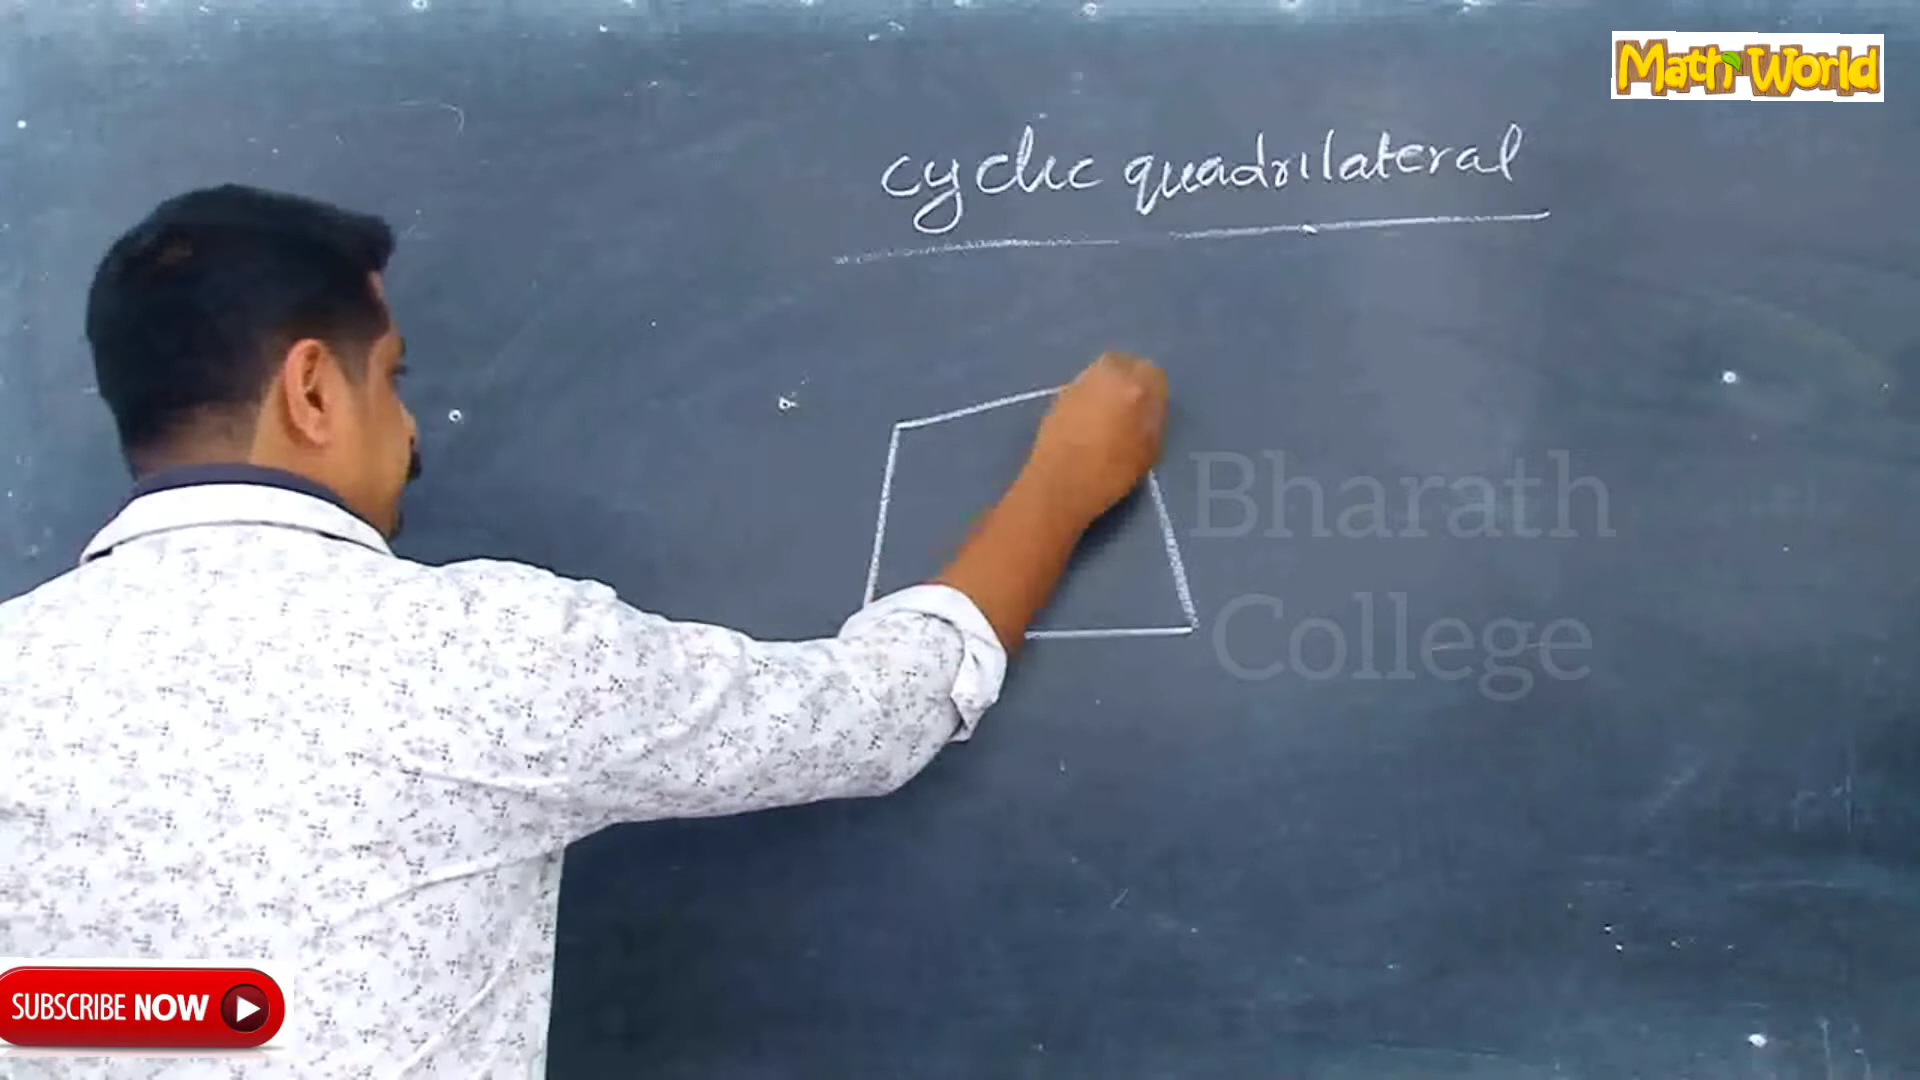 Math World
cyclic quadrilateral
Bharath
College
SUBSCRIBE NOW